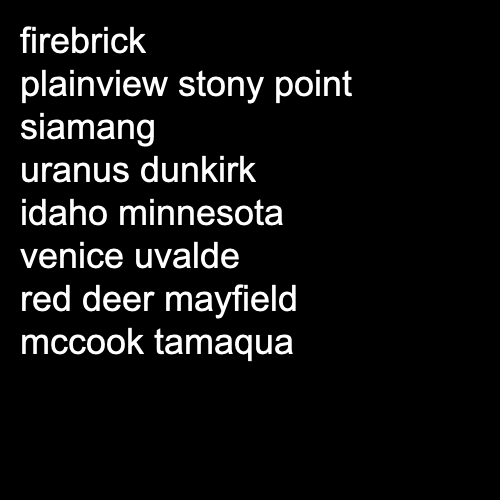 firebrick
plainview stony point
siamang
uranus dunkirk
idaho minnesota
venice uvalde
red deer mayfield
mccook tamaqua